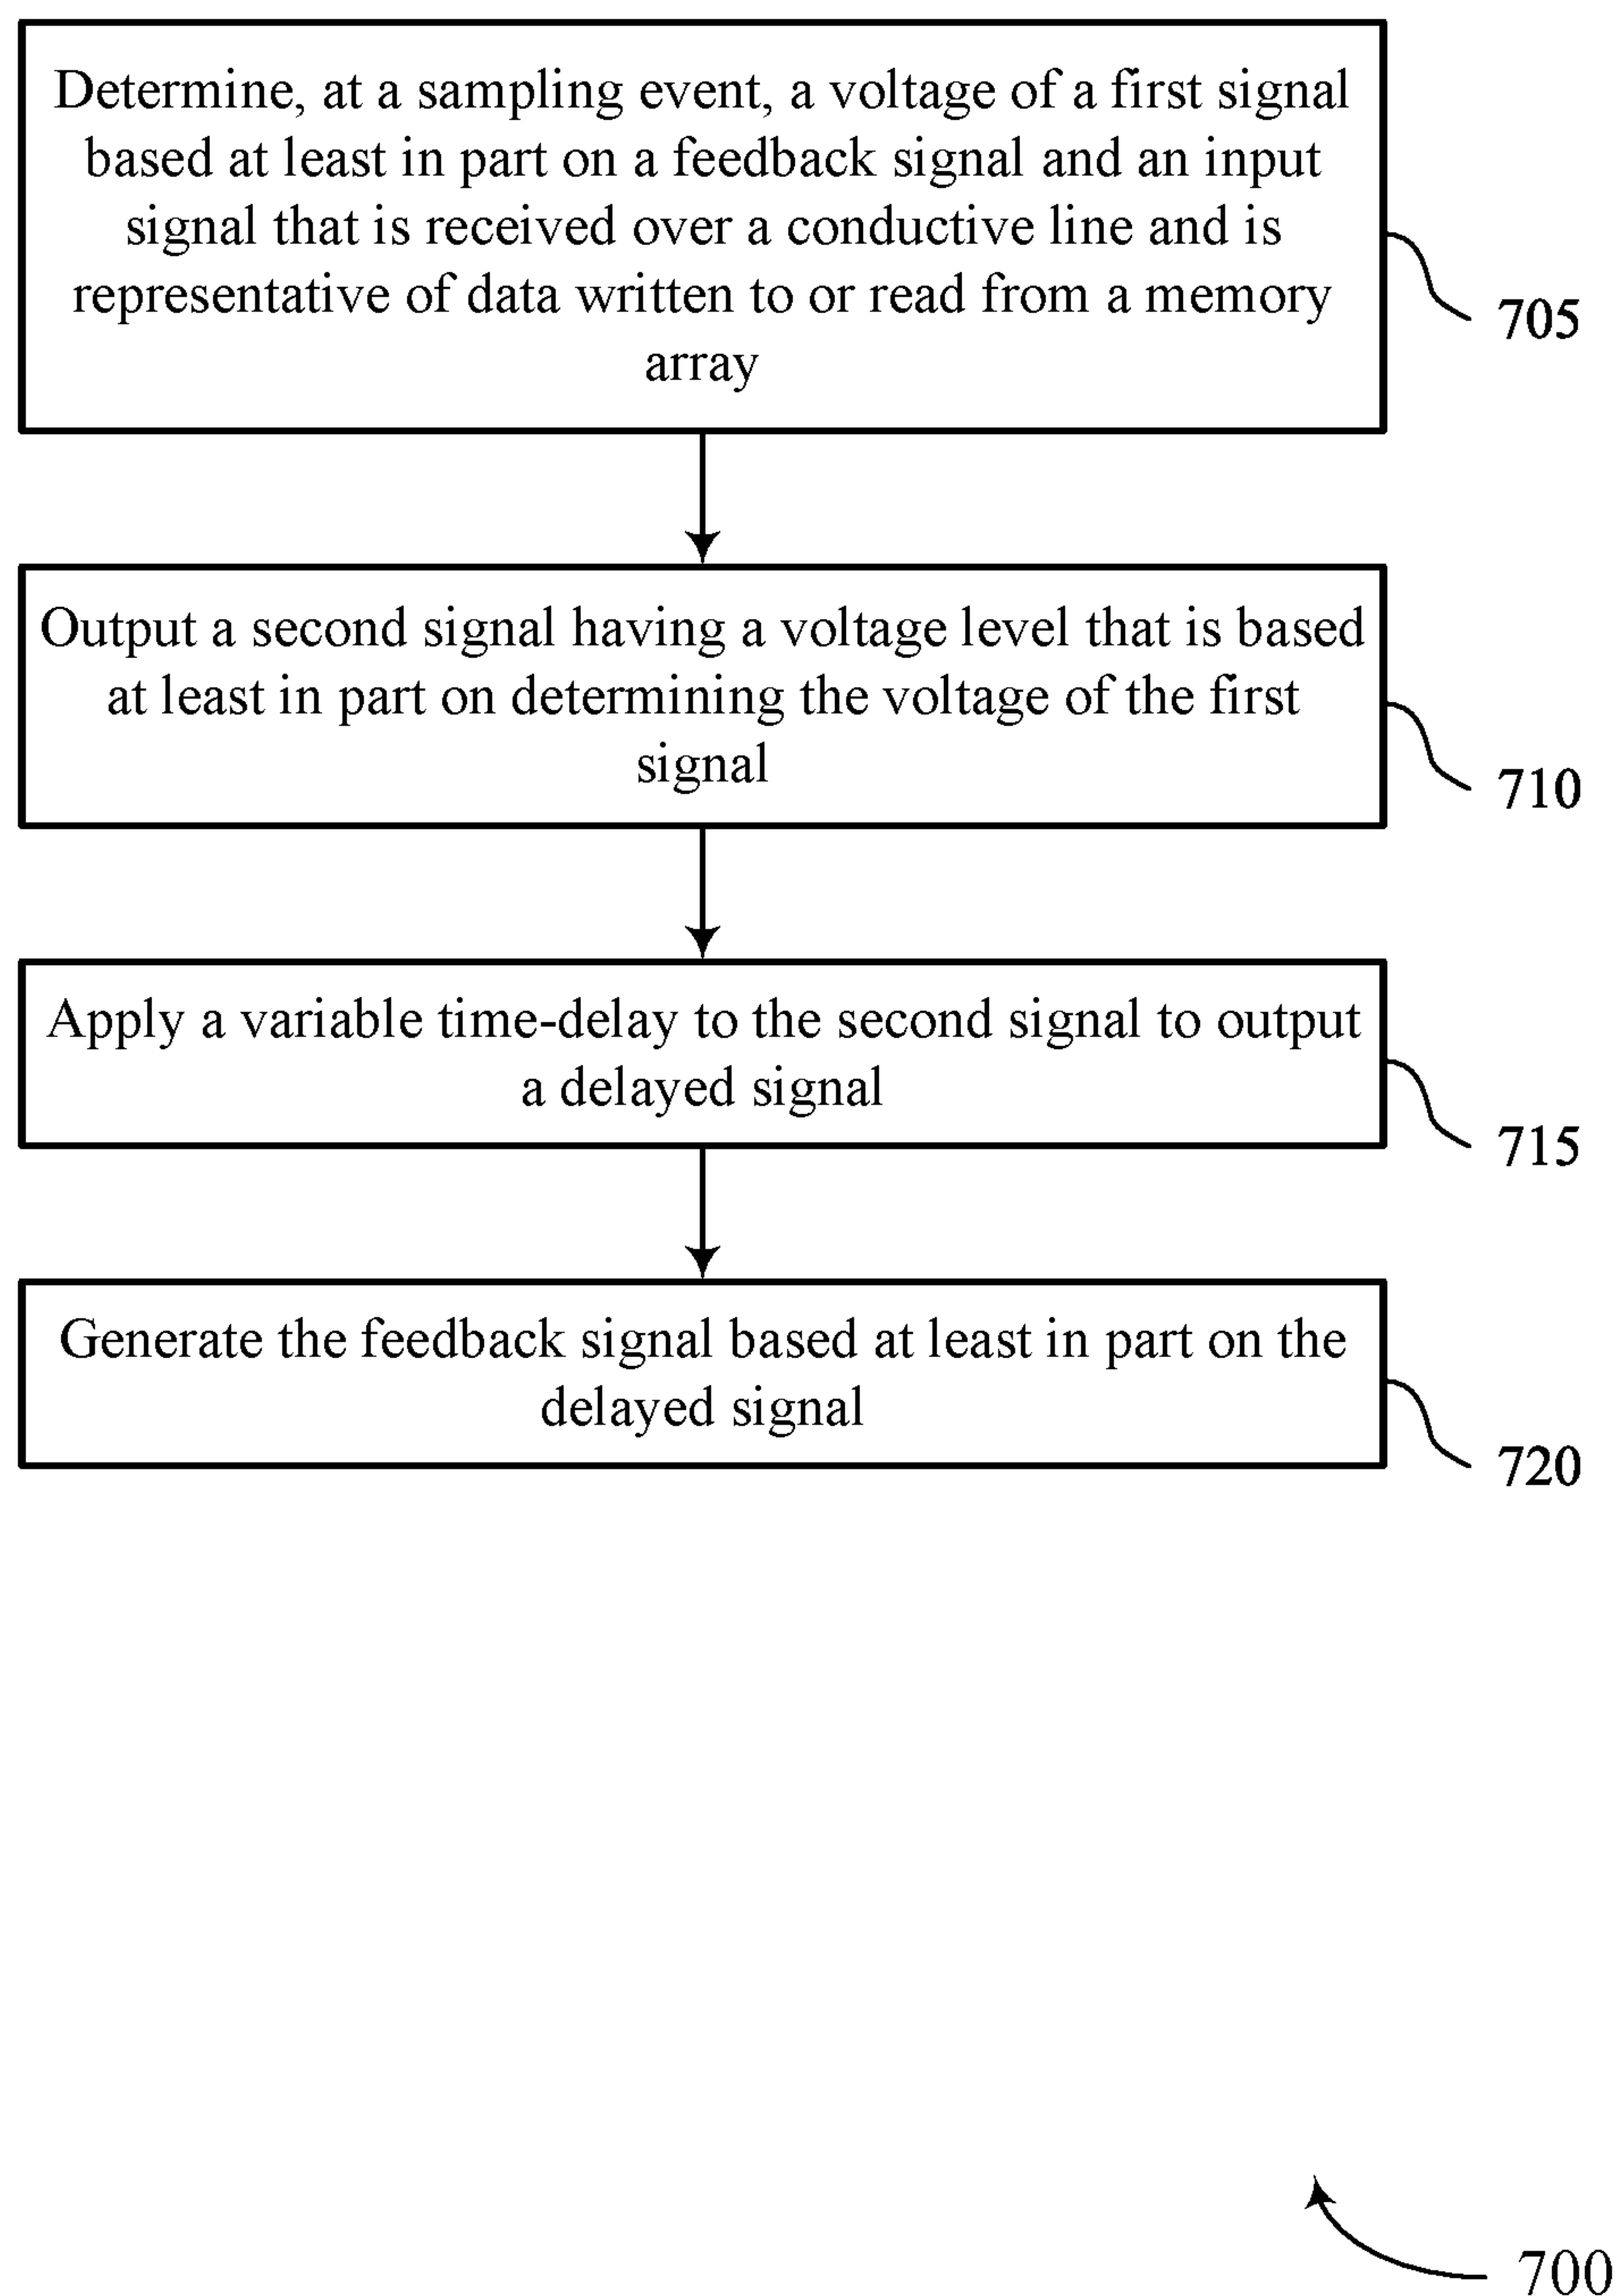 Determine, at a sampling event, a voltage of a first signal
based at least in part on a feedback signal and an input
signal that is received over a conductive line and is
representative of data written to or read from a memory
array
705
Output a second signal having a voltage level that is based
at least in part on determining the voltage of the first
signal
710
Apply a variable time-delay to the second signal to output
a delayed signal
715
Generate the feedback signal based at least in part on the
delayed signal
720
700